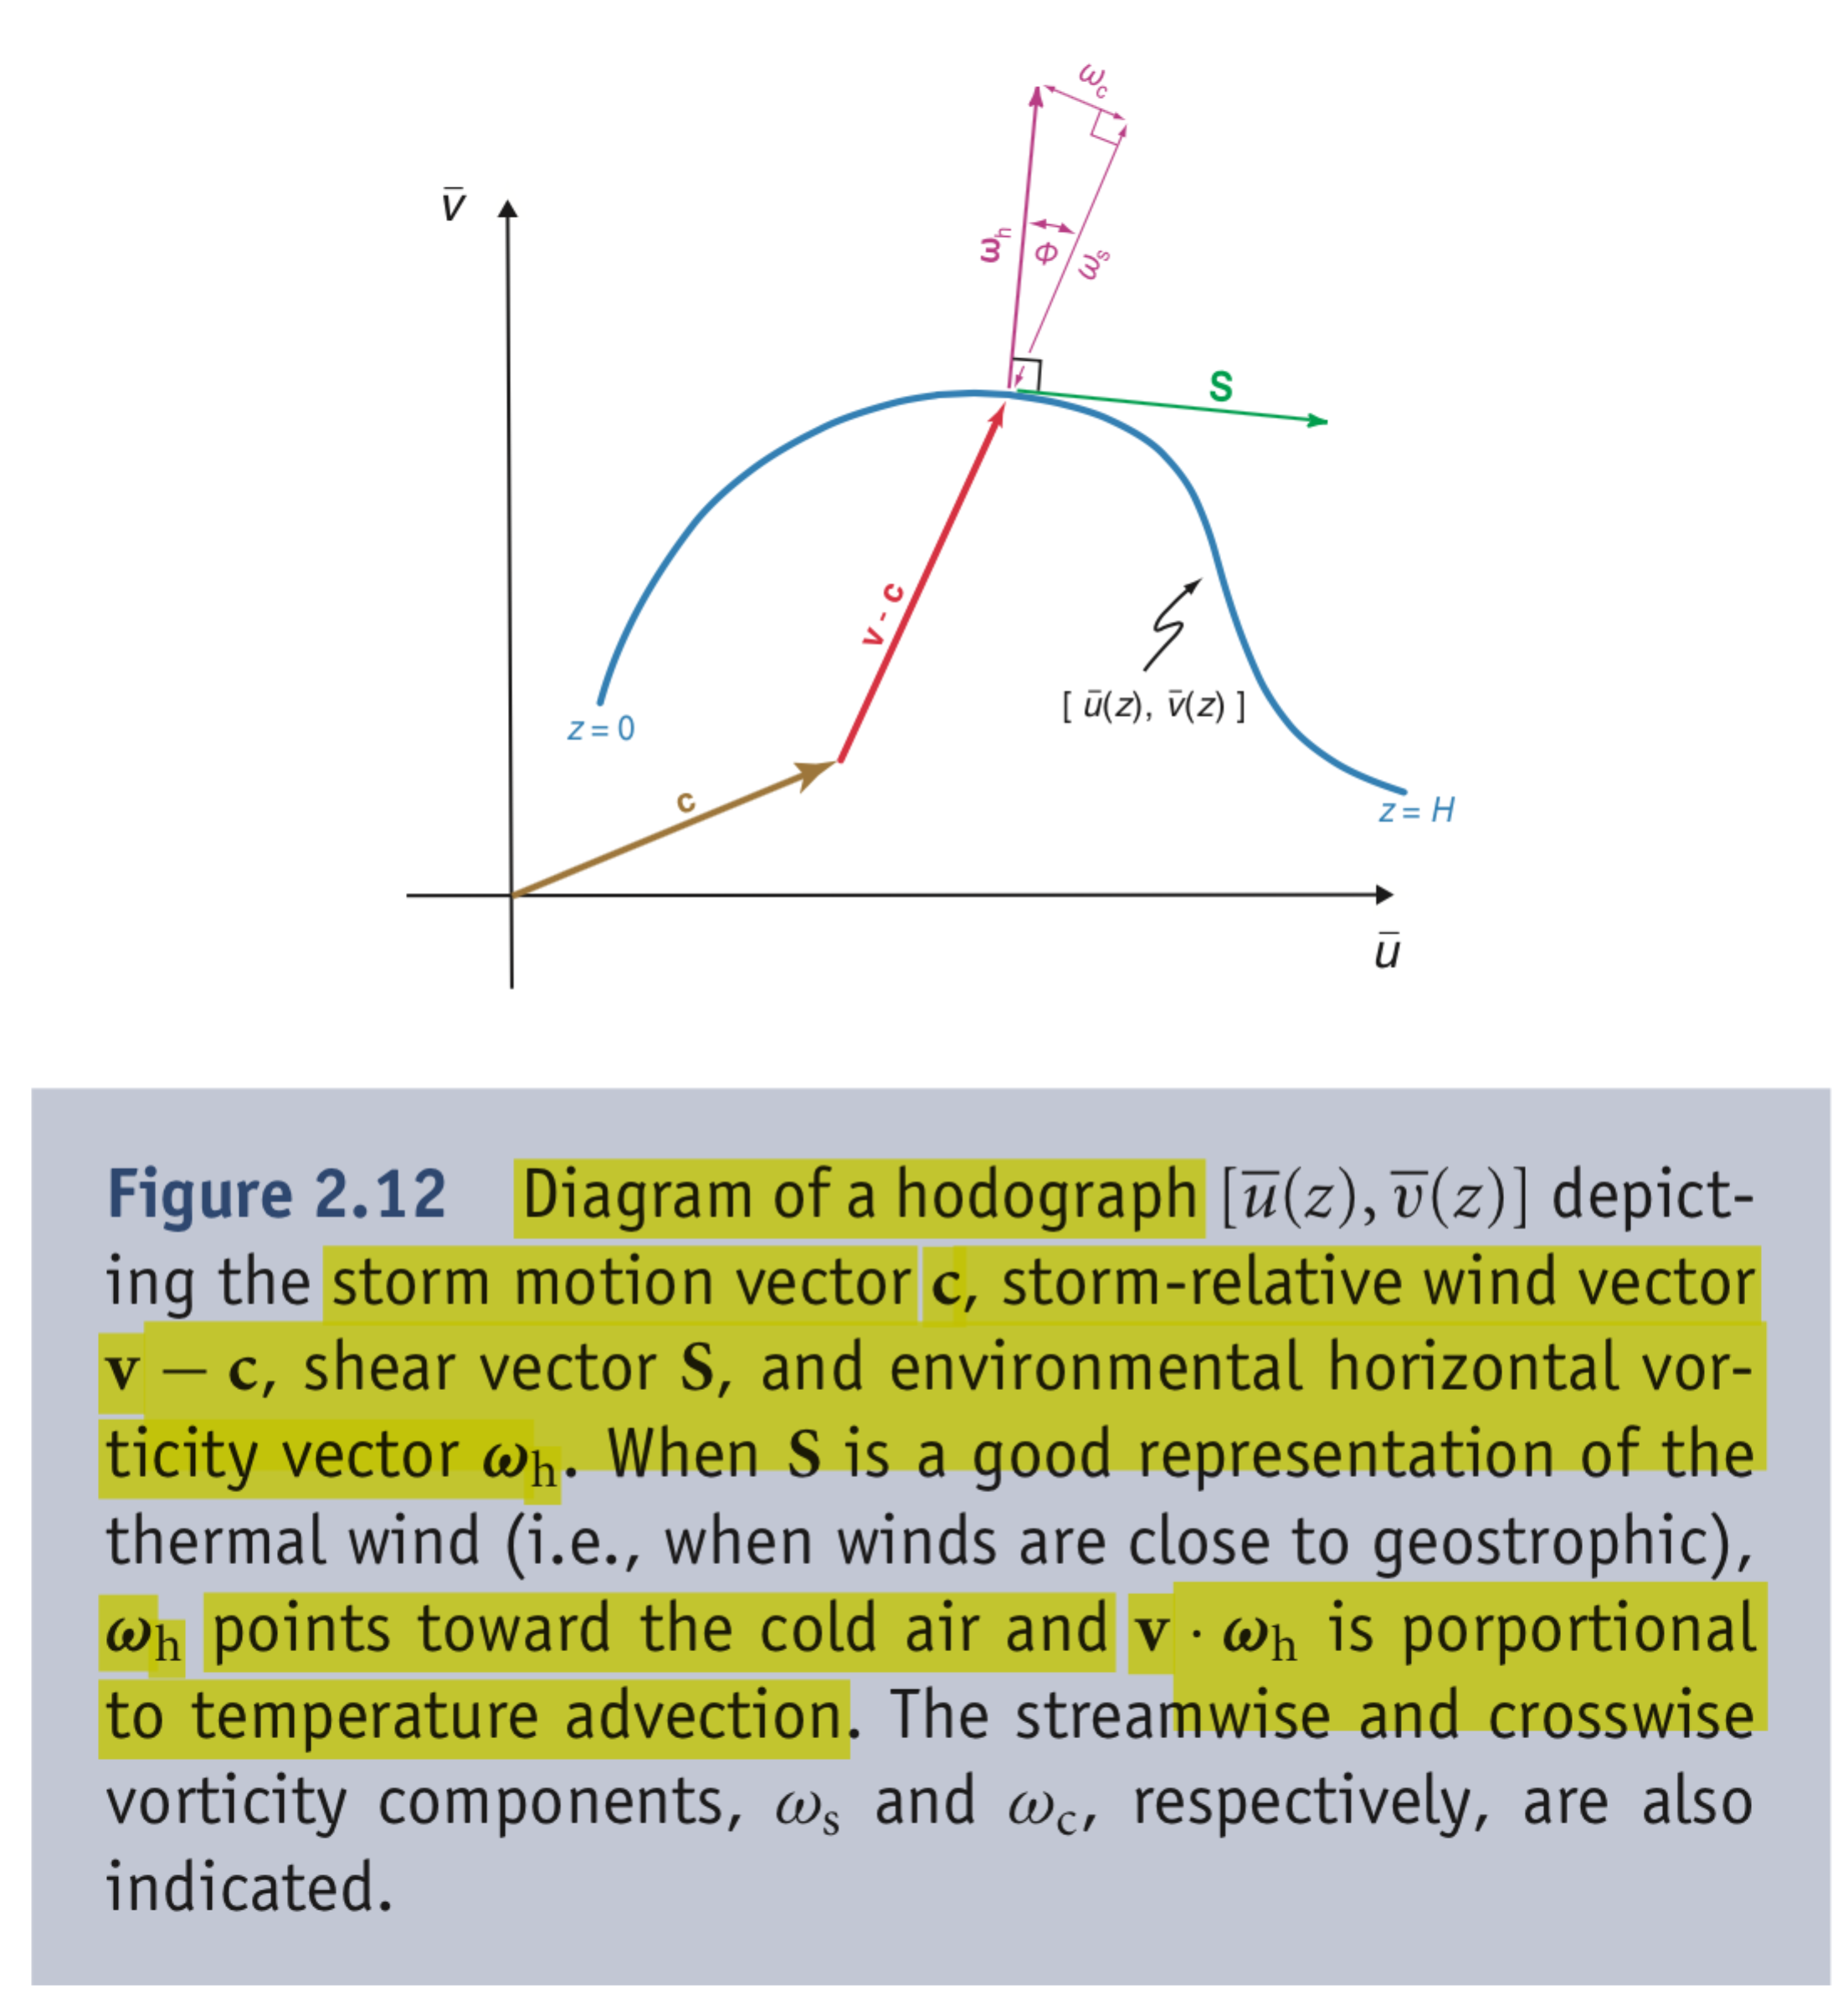 ωc
v̅
ωh
Φ
ωs
S
v - c
[ u̅(z), v̅(z) ]
z = 0
c
z = H
u̅
Figure 2.12 Diagram of a hodograph [u̅(z), v̅(z)] depict-
ing the storm motion vector c, storm-relative wind vector
v − c, shear vector S, and environmental horizontal vor-
ticity vector ωh. When S is a good representation of the
thermal wind (i.e., when winds are close to geostrophic),
ωh points toward the cold air and v · ωh is porportional
to temperature advection. The streamwise and crosswise
vorticity components, ωs and ωc, respectively, are also
indicated.